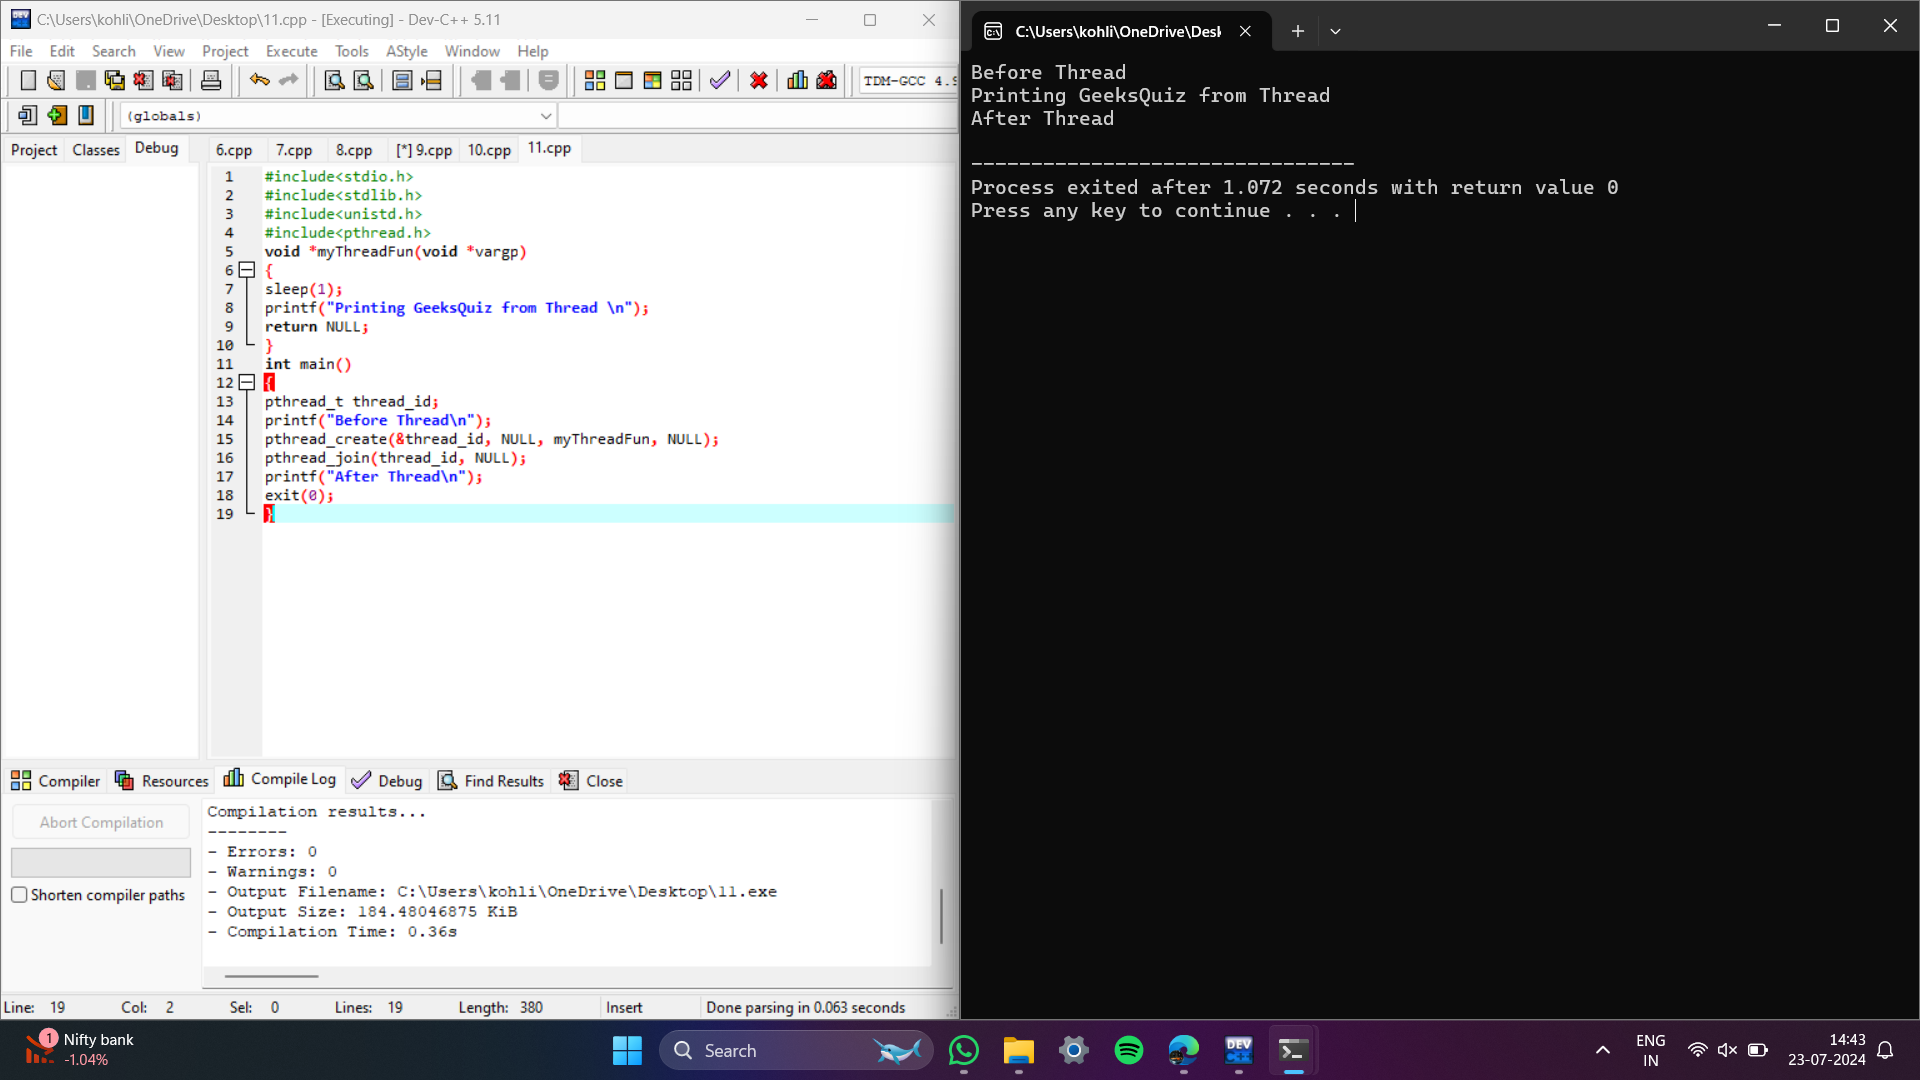 C:\Users\kohli\OneDrive\Desktop\11.cpp - [Executing] - Dev-C++ 5.11
File Edit Search View Project Execute Tools AStyle Window Help
TDM-GCC 4.9
(globals)
Project Classes Debug
6.cpp 7.cpp 8.cpp [*] 9.cpp 10.cpp 11.cpp
1 #include<stdio.h>
2 #include<stdlib.h>
3 #include<unistd.h>
4 #include<pthread.h>
5 void *myThreadFun(void *vargp)
6 {
7 sleep(1);
8 printf("Printing GeeksQuiz from Thread \n");
9 return NULL;
10 }
11 int main()
12 {
13 pthread_t thread_id;
14 printf("Before Thread\n");
15 pthread_create(&thread_id, NULL, myThreadFun, NULL);
16 pthread_join(thread_id, NULL);
17 printf("After Thread\n");
18 exit(0);
19 }
Compiler Resources Compile Log Debug Find Results Close
Abort Compilation
Shorten compiler paths
Compilation results...
--------
- Errors: 0
- Warnings: 0
- Output Filename: C:\Users\kohli\OneDrive\Desktop\11.exe
- Output Size: 184.48046875 KiB
- Compilation Time: 0.36s
Line: 19 Col: 2 Sel: 0 Lines: 19 Length: 380 Insert Done parsing in 0.063 seconds
C:\Users\kohli\OneDrive\Desk
Before Thread
Printing GeeksQuiz from Thread
After Thread
--------------------------------
Process exited after 1.072 seconds with return value 0
Press any key to continue . . .
1
Nifty bank
-1.04%
Search
DEV
C++
ENG
IN
14:43
23-07-2024